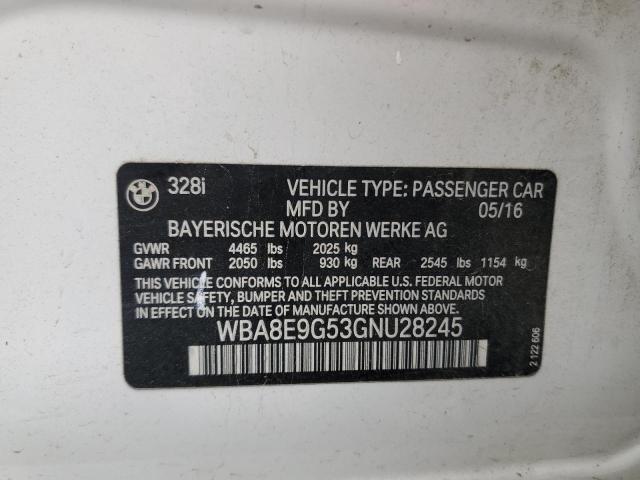 BMW 328i VEHICLE TYPE: PASSENGER CAR
MFD BY 05/16
BAYERISCHE MOTOREN WERKE AG
GVWR 4465 lbs 2025 kg
GAWR FRONT 2050 lbs 930 kg REAR 2545 lbs 1154 kg
THIS VEHICLE CONFORMS TO ALL APPLICABLE U.S. FEDERAL MOTOR
VEHICLE SAFETY, BUMPER AND THEFT PREVENTION STANDARDS IN
EFFECT ON THE DATE OF MANUFACTURE SHOWN ABOVE.
WBA8E9G53GNU28245
2 122 606